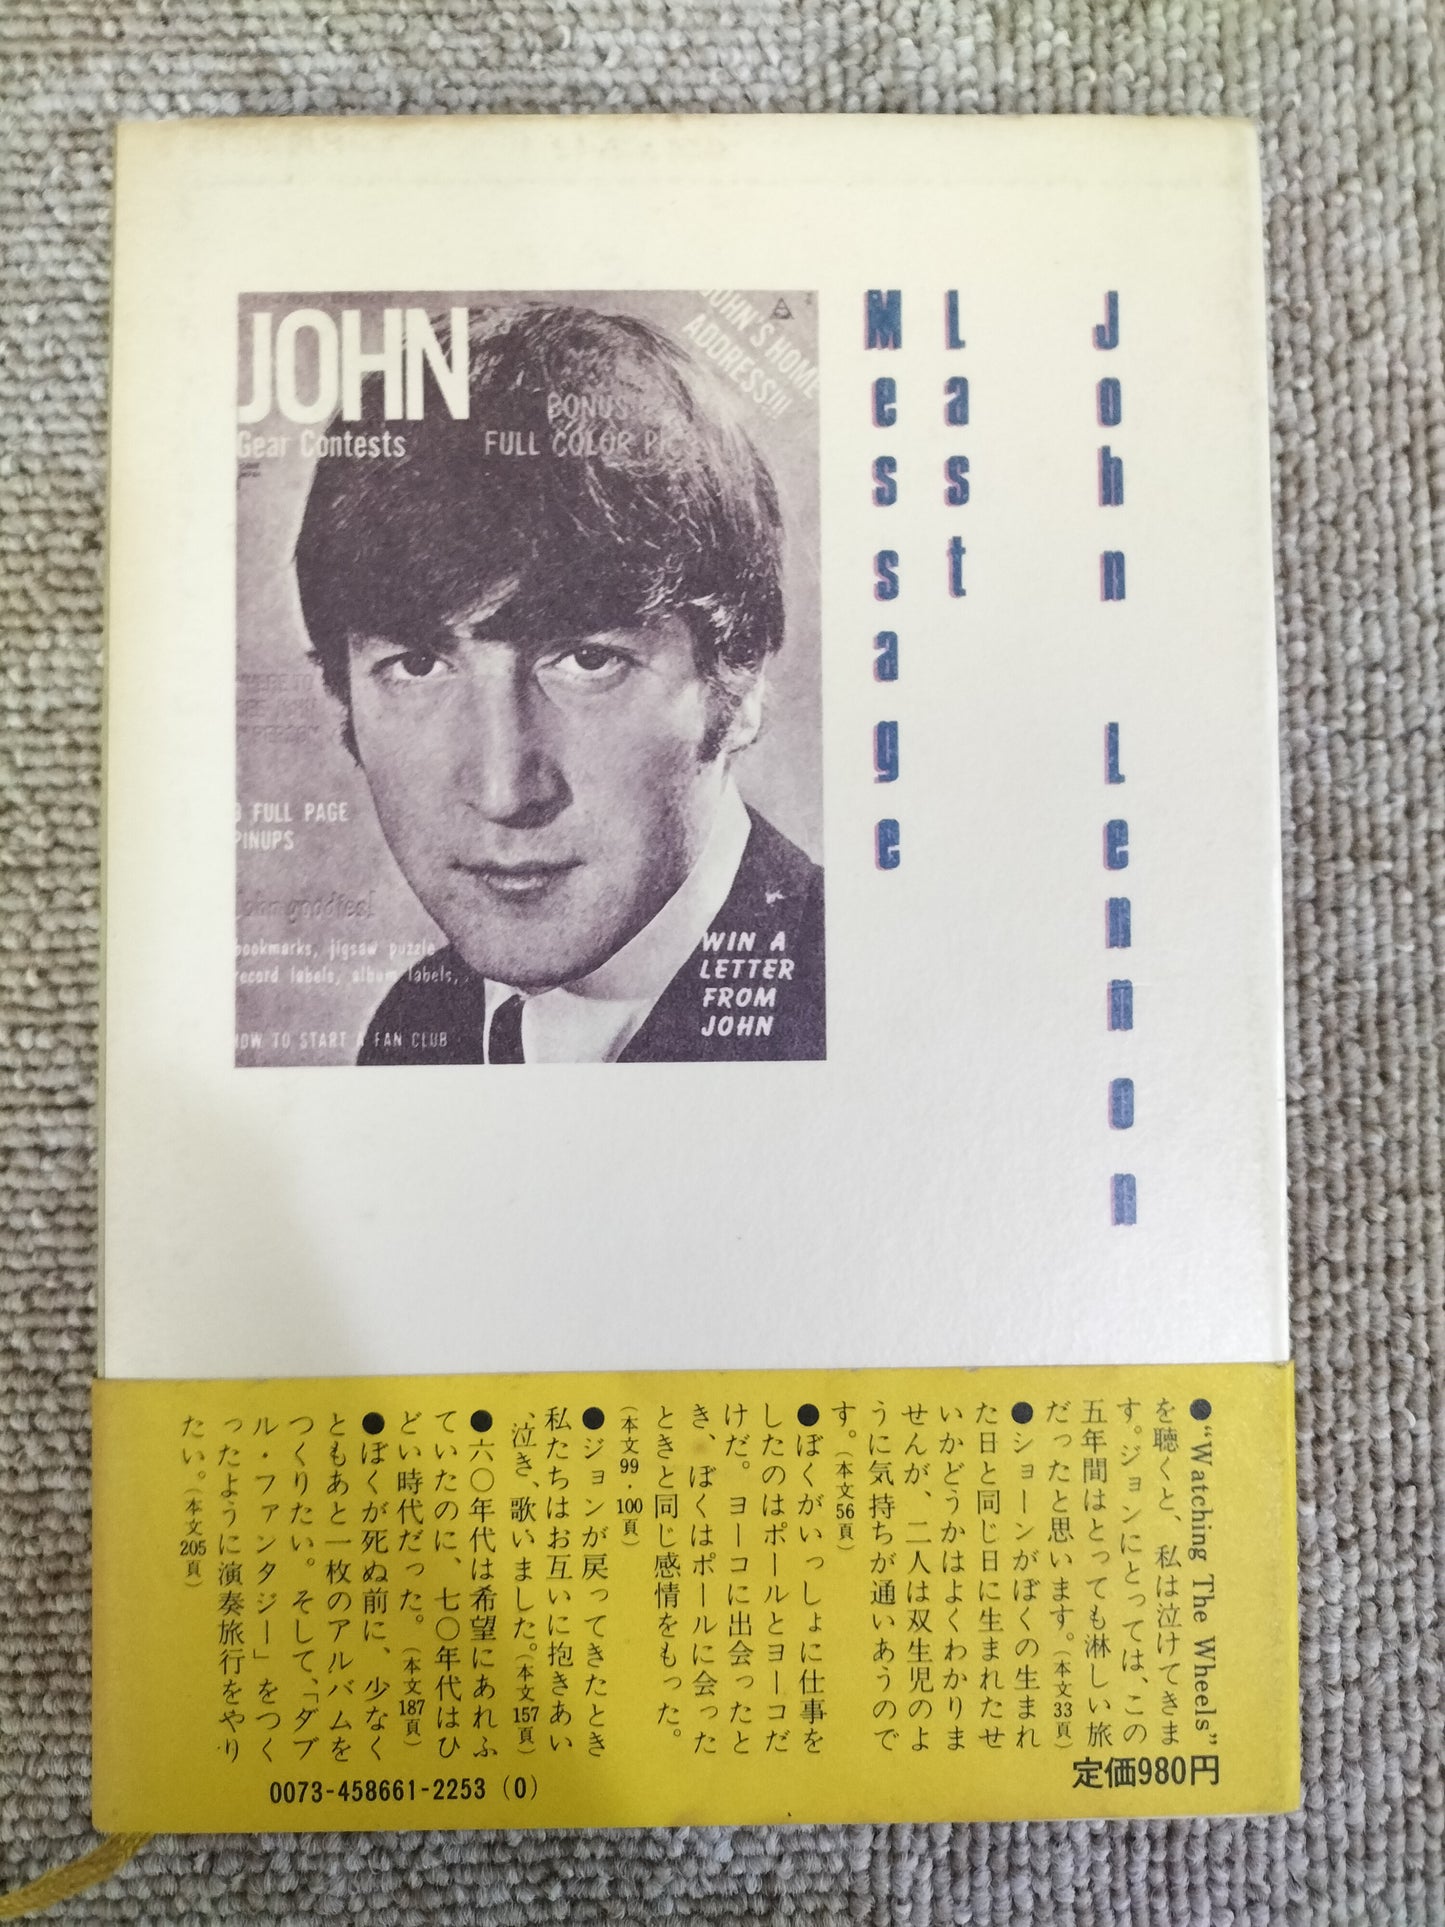 John Lennon
Last
Message
JOHN
Gear Contests
JOHN'S HOME
ADDRESS!!!
BONUS
FULL COLOR PIC
FULL PAGE
PINUPS
John goodies!
bookmarks, jigsaw puzzle
record labels, album labels,
HOW TO START A FAN CLUB
WIN A
LETTER
FROM
JOHN
●“Watching The Wheels”
を聴くと、私は泣けてきま
す。ジョンにとっては、この
五年間はとっても淋しい旅
だったと思います。(本文33頁)
●ショーンがぼくの生まれ
た日と同じ日に生まれたせ
いかどうかはよくわかりま
せんが、二人は双生児のよ
うに気持ちが通いあうので
す。(本文56頁)
●ぼくがいっしょに仕事を
したのはポールとヨーコだ
けだ。ヨーコに出会ったと
き、ぼくはポールに会った
ときと同じ感情をもった。
(本文99・100頁)
●ジョンが戻ってきたとき
私たちはお互いに抱きあい
、泣き、歌いました。(本文157頁)
●六〇年代は希望にあれふ
ていたのに、七〇年代はひ
どい時代だった。(本文187頁)
●ぼくが死ぬ前に、少なく
ともあと一枚のアルバムを
つくりたい。そして、「ダブ
ル・ファンタジー」をつく
ったように演奏旅行をやり
たい。(本文205頁)
定価980円
0073-458661-2253 (0)